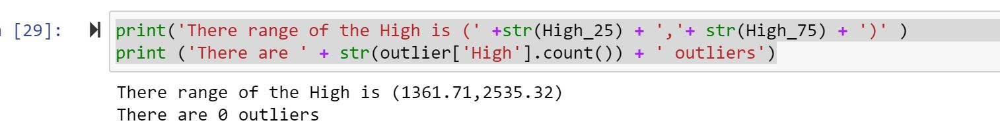 [29]:
print('There range of the High is (' +str(High_25) + ','+ str(High_75) + ')' )
print ('There are ' + str(outlier['High'].count()) + ' outliers')
There range of the High is (1361.71,2535.32)
There are 0 outliers